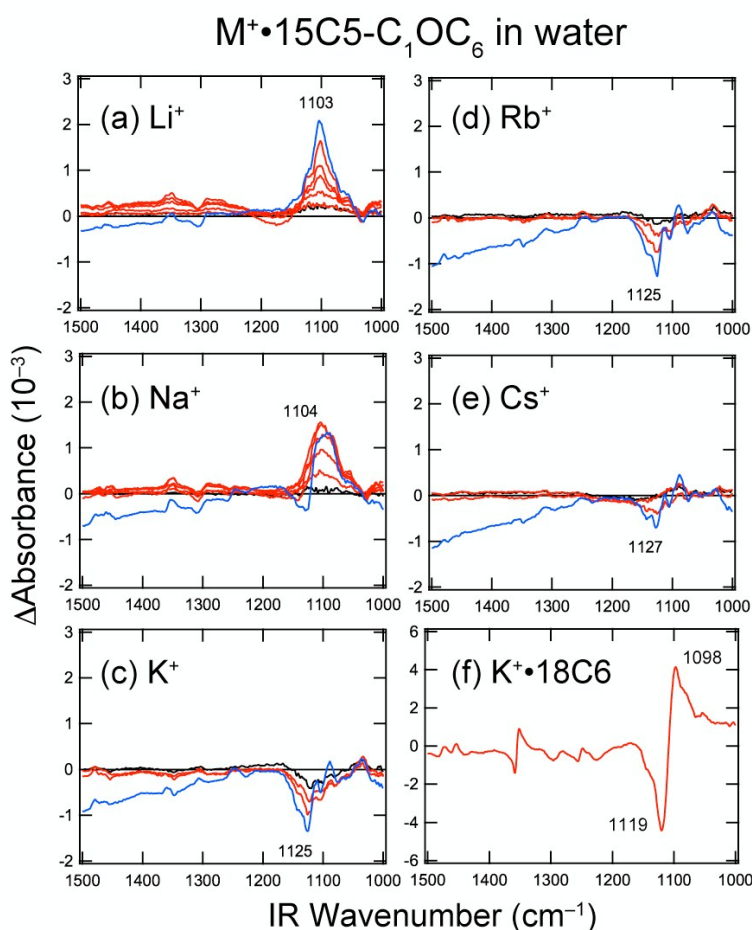 M⁺•15C5-C₁OC₆ in water
ΔAbsorbance (10⁻³)
(a) Li⁺
1103
3
2
1
0
-1
-2
1500 1400 1300 1200 1100 1000
(d) Rb⁺
1125
3
2
1
0
-1
-2
1500 1400 1300 1200 1100 1000
(b) Na⁺
1104
3
2
1
0
-1
-2
1500 1400 1300 1200 1100 1000
(e) Cs⁺
1127
3
2
1
0
-1
-2
1500 1400 1300 1200 1100 1000
(c) K⁺
1125
3
2
1
0
-1
-2
1500 1400 1300 1200 1100 1000
(f) K⁺•18C6
1098
1119
6
4
2
0
-2
-4
-6
1500 1400 1300 1200 1100 1000
IR Wavenumber (cm⁻¹)